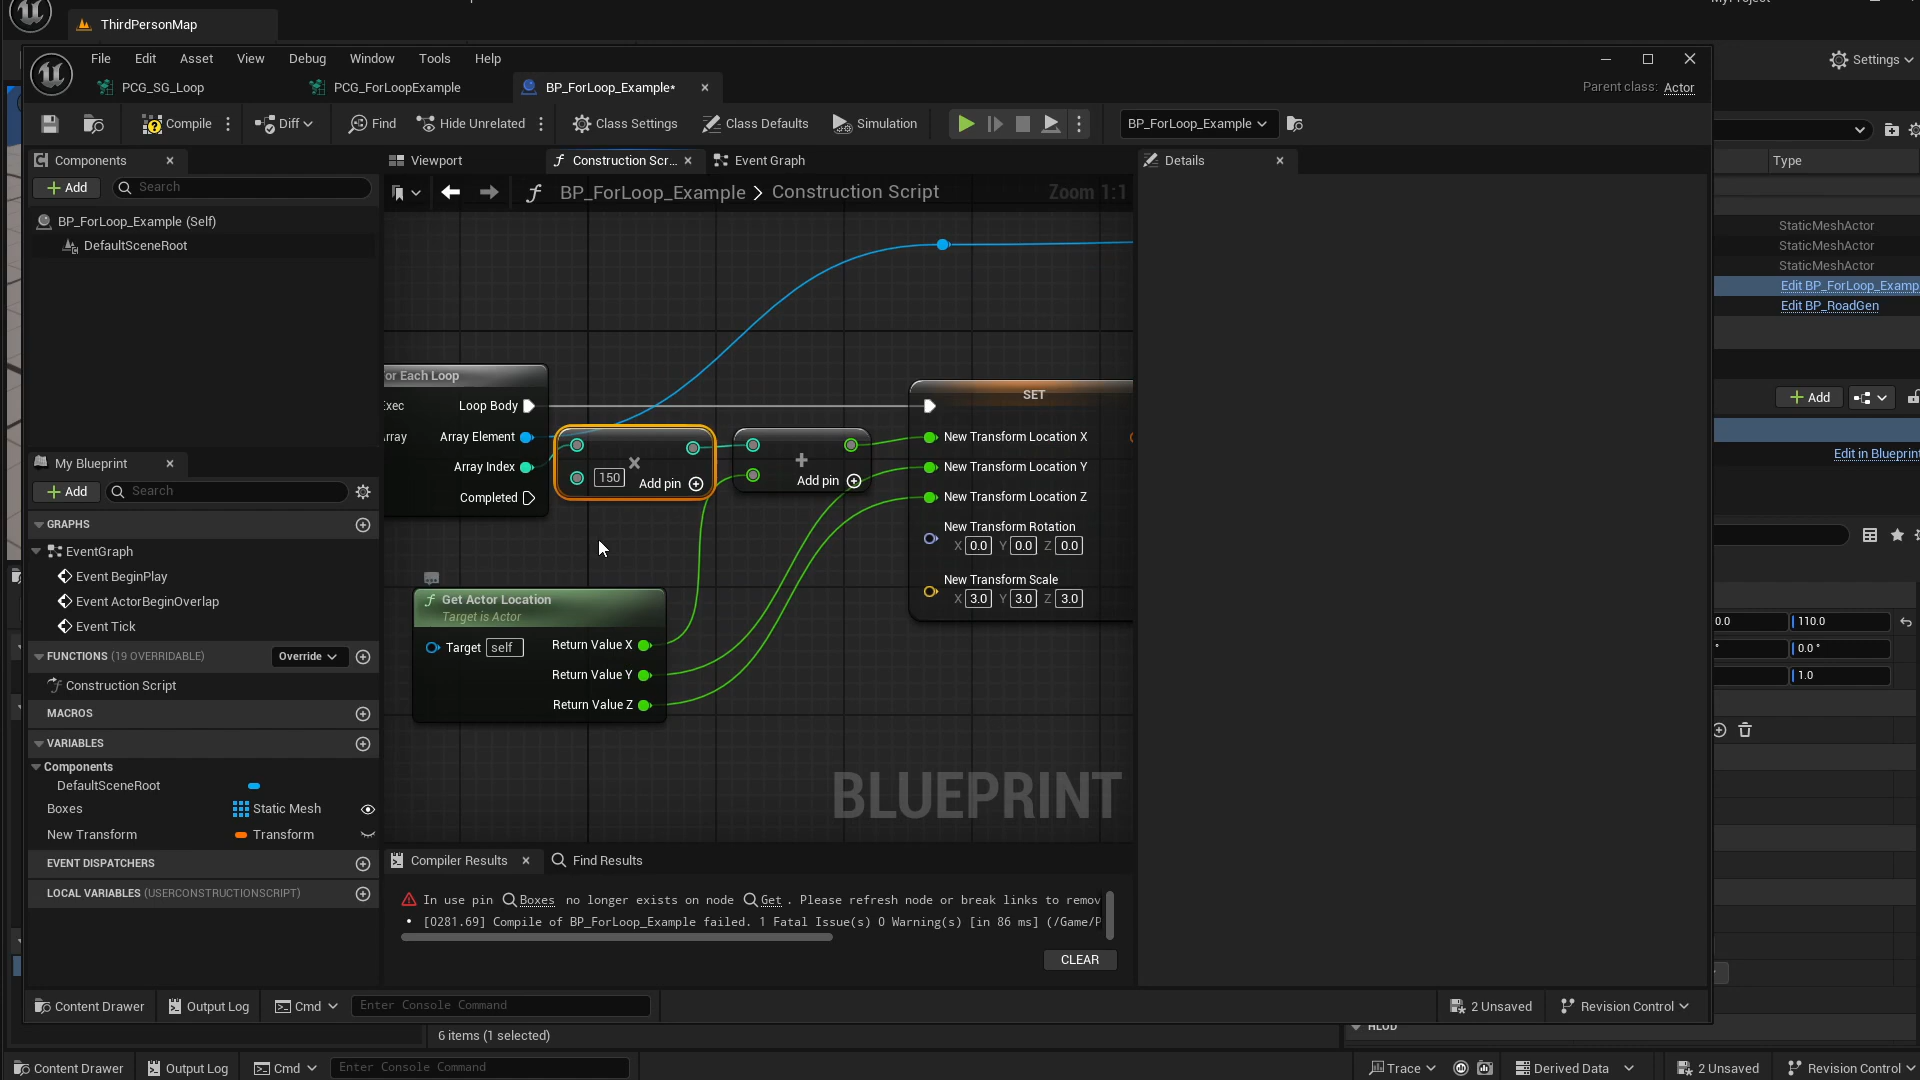 ThirdPersonMap
File Edit Asset View Window Debug Tools Help
PCG_SG_Loop PCG_ForLoopExample BP_ForLoop_Example*
Parent class: Actor
Settings
Compile Diff Find Hide Unrelated Class Settings Class Defaults Simulation BP_ForLoop_Example
Components Viewport Construction Scr... Event Graph Details Type
Add Search
BP_ForLoop_Example > Construction Script Zoom 1:1
BP_ForLoop_Example (Self)
DefaultSceneRoot
StaticMeshActor
StaticMeshActor
StaticMeshActor
Edit BP_ForLoop_Examp
Edit BP_RoadGen
Add
Edit in Blueprint
or Each Loop
Exec Loop Body
rray Array Element
Array Index
Completed
150 Add pin
+ Add pin
SET
New Transform Location X
New Transform Location Y
New Transform Location Z
New Transform Rotation
X 0.0 Y 0.0 Z 0.0
New Transform Scale
X 3.0 Y 3.0 Z 3.0
Get Actor Location
Target is Actor
Target self Return Value X
Return Value Y
Return Value Z
BLUEPRINT
My Blueprint
Add Search
GRAPHS
EventGraph
Event BeginPlay
Event ActorBeginOverlap
Event Tick
FUNCTIONS (19 OVERRIDABLE) Override
Construction Script
MACROS
VARIABLES
Components
DefaultSceneRoot
Boxes Static Mesh
New Transform Transform
EVENT DISPATCHERS
LOCAL VARIABLES (USERCONSTRUCTIONSCRIPT)
0.0 110.0
° 0.0 °
1.0
Compiler Results Find Results
In use pin Boxes no longer exists on node Get . Please refresh node or break links to remov
[0281.69] Compile of BP_ForLoop_Example failed. 1 Fatal Issue(s) 0 Warning(s) [in 86 ms] (/Game/P
CLEAR
Content Drawer Output Log Cmd Enter Console Command 2 Unsaved Revision Control
6 items (1 selected)
HLOD
Content Drawer Output Log Cmd Enter Console Command Trace Derived Data 2 Unsaved Revision Control